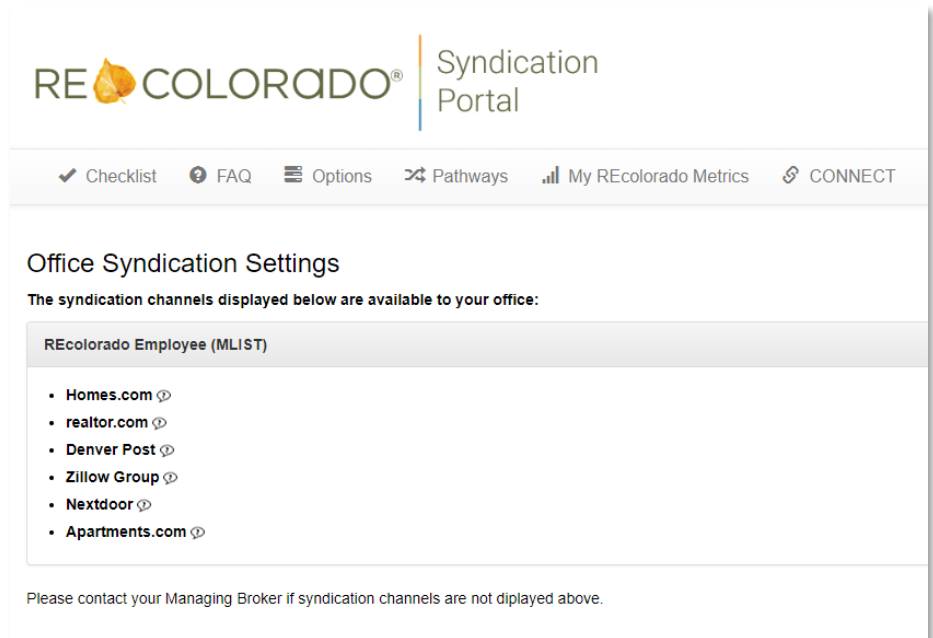 RE COLORADO®
Syndication
Portal
Checklist FAQ Options Pathways My REcolorado Metrics CONNECT
Office Syndication Settings
The syndication channels displayed below are available to your office:
REcolorado Employee (MLIST)
• Homes.com
• realtor.com
• Denver Post
• Zillow Group
• Nextdoor
• Apartments.com
Please contact your Managing Broker if syndication channels are not diplayed above.